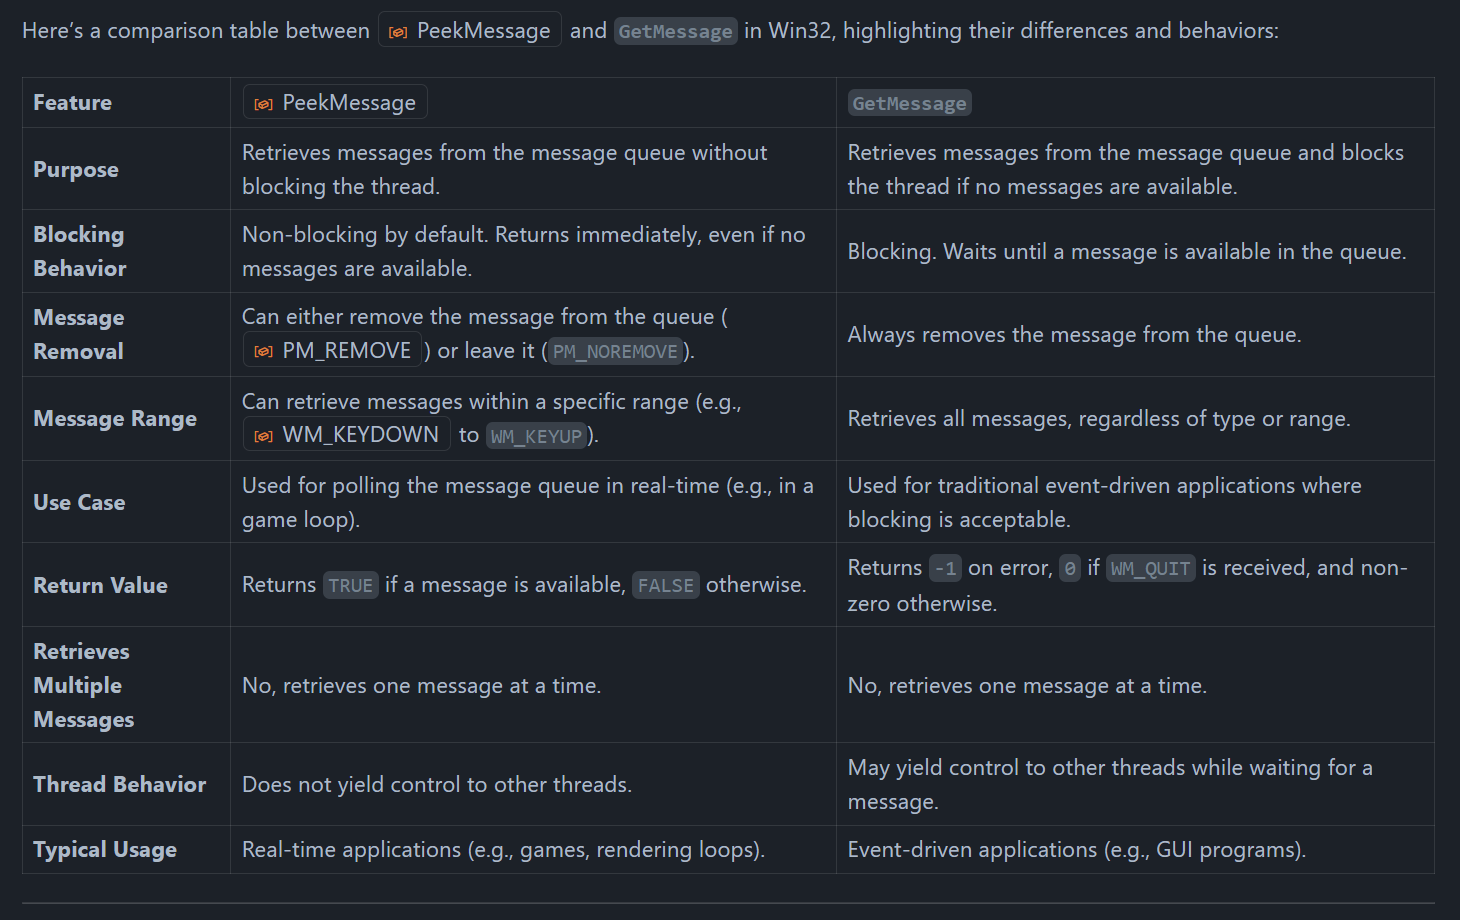 Here's a comparison table between PeekMessage and GetMessage in Win32, highlighting their differences and behaviors:
Feature
PeekMessage
GetMessage
Purpose
Retrieves messages from the message queue without
blocking the thread.
Retrieves messages from the message queue and blocks
the thread if no messages are available.
Blocking
Behavior
Non-blocking by default. Returns immediately, even if no
messages are available.
Blocking. Waits until a message is available in the queue.
Message
Removal
Can either remove the message from the queue (
PM_REMOVE ) or leave it (PM_NOREMOVE).
Always removes the message from the queue.
Message Range
Can retrieve messages within a specific range (e.g.,
WM_KEYDOWN to WM_KEYUP).
Retrieves all messages, regardless of type or range.
Use Case
Used for polling the message queue in real-time (e.g., in a
game loop).
Used for traditional event-driven applications where
blocking is acceptable.
Return Value
Returns TRUE if a message is available, FALSE otherwise.
Returns -1 on error, 0 if WM_QUIT is received, and non-
zero otherwise.
Retrieves
Multiple
Messages
No, retrieves one message at a time.
No, retrieves one message at a time.
Thread Behavior
Does not yield control to other threads.
May yield control to other threads while waiting for a
message.
Typical Usage
Real-time applications (e.g., games, rendering loops).
Event-driven applications (e.g., GUI programs).